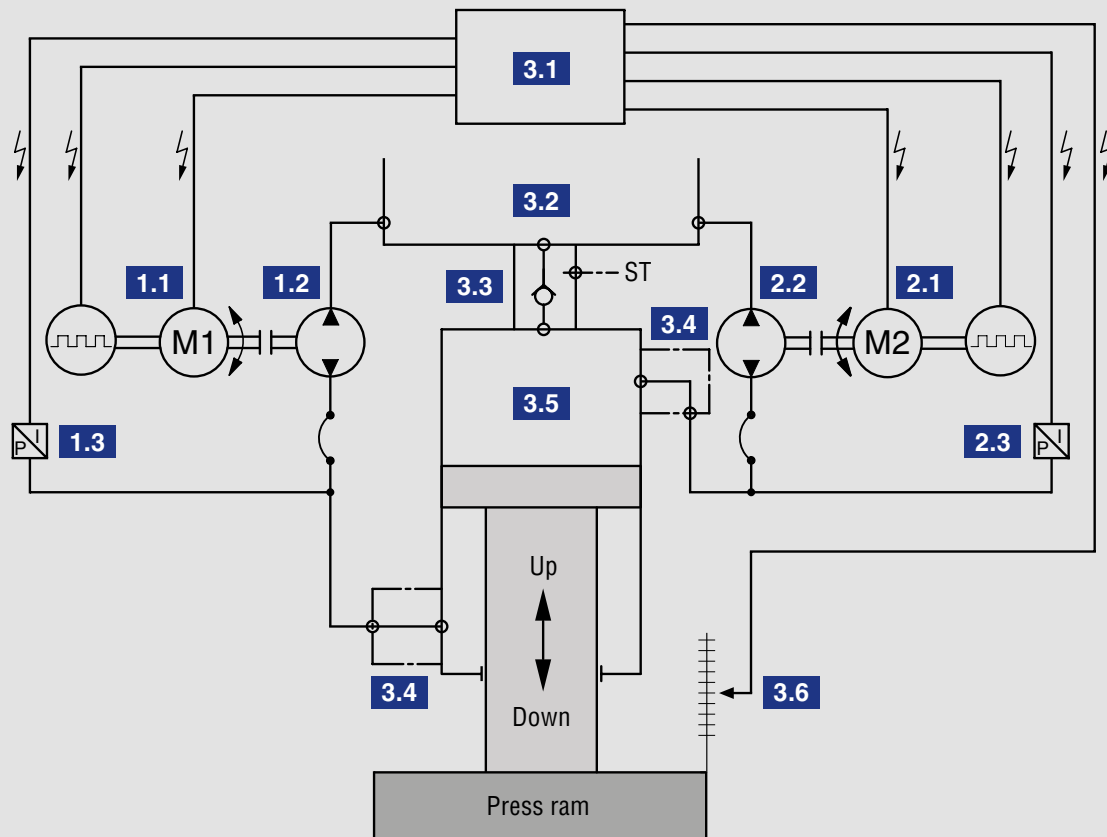 3.1
3.2
3.3
ST
1.1
1.2
2.2
2.1
3.4
M1
M2
3.5
P
I
1.3
2.3
P
I
Up
Down
3.4
3.6
Press ram